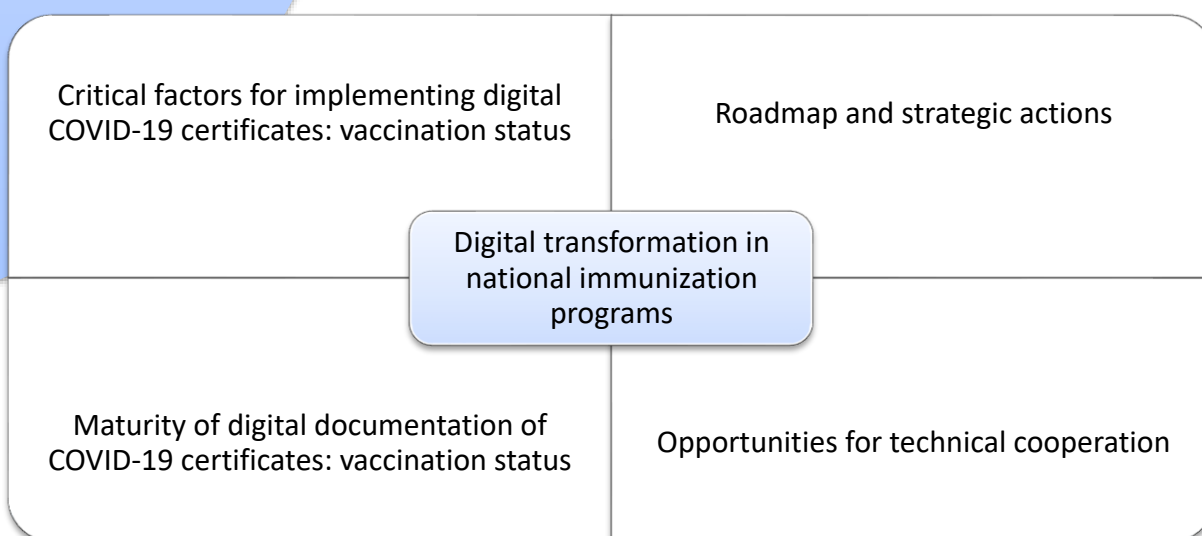 Critical factors for implementing digital
COVID-19 certificates: vaccination status
Roadmap and strategic actions
Digital transformation in
national immunization
programs
Maturity of digital documentation of
COVID-19 certificates: vaccination status
Opportunities for technical cooperation